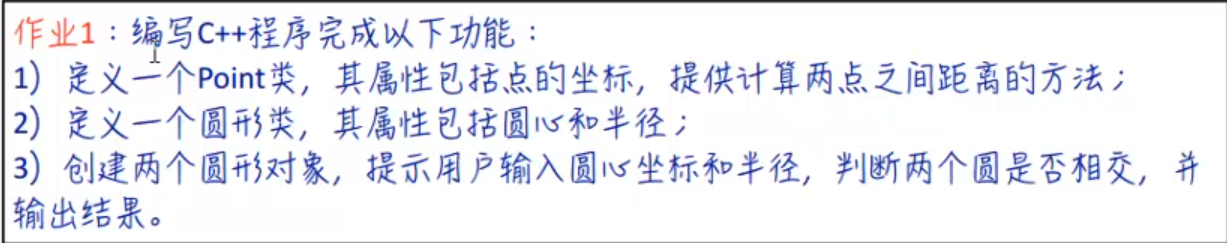 作业1：编写C++程序完成以下功能：
1）定义一个Point类，其属性包括点的坐标，提供计算两点之间距离的方法；
2）定义一个圆形类，其属性包括圆心和半径；
3）创建两个圆形对象，提示用户输入圆心坐标和半径，判断两个圆是否相交，并
输出结果。